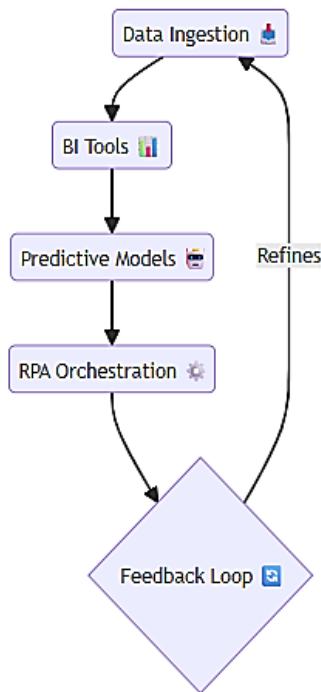 Data Ingestion 📥
BI Tools 📊
Predictive Models 🤖
Refines
RPA Orchestration ⚙️
Feedback Loop 🔄